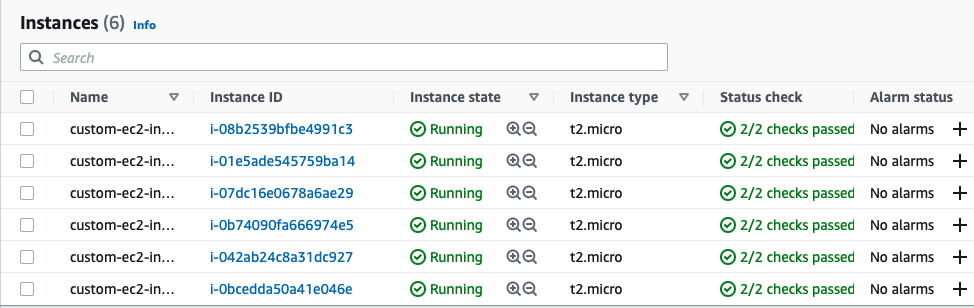 Instances (6) Info
Search
Name Instance ID Instance state Instance type Status check Alarm status
custom-ec2-in... i-08b2539bfbe4991c3 Running t2.micro 2/2 checks passed No alarms
custom-ec2-in... i-01e5ade545759ba14 Running t2.micro 2/2 checks passed No alarms
custom-ec2-in... i-07dc16e0678a6ae29 Running t2.micro 2/2 checks passed No alarms
custom-ec2-in... i-0b74090fa666974e5 Running t2.micro 2/2 checks passed No alarms
custom-ec2-in... i-042ab24c8a31dc927 Running t2.micro 2/2 checks passed No alarms
custom-ec2-in... i-0bcedda50a41e046e Running t2.micro 2/2 checks passed No alarms